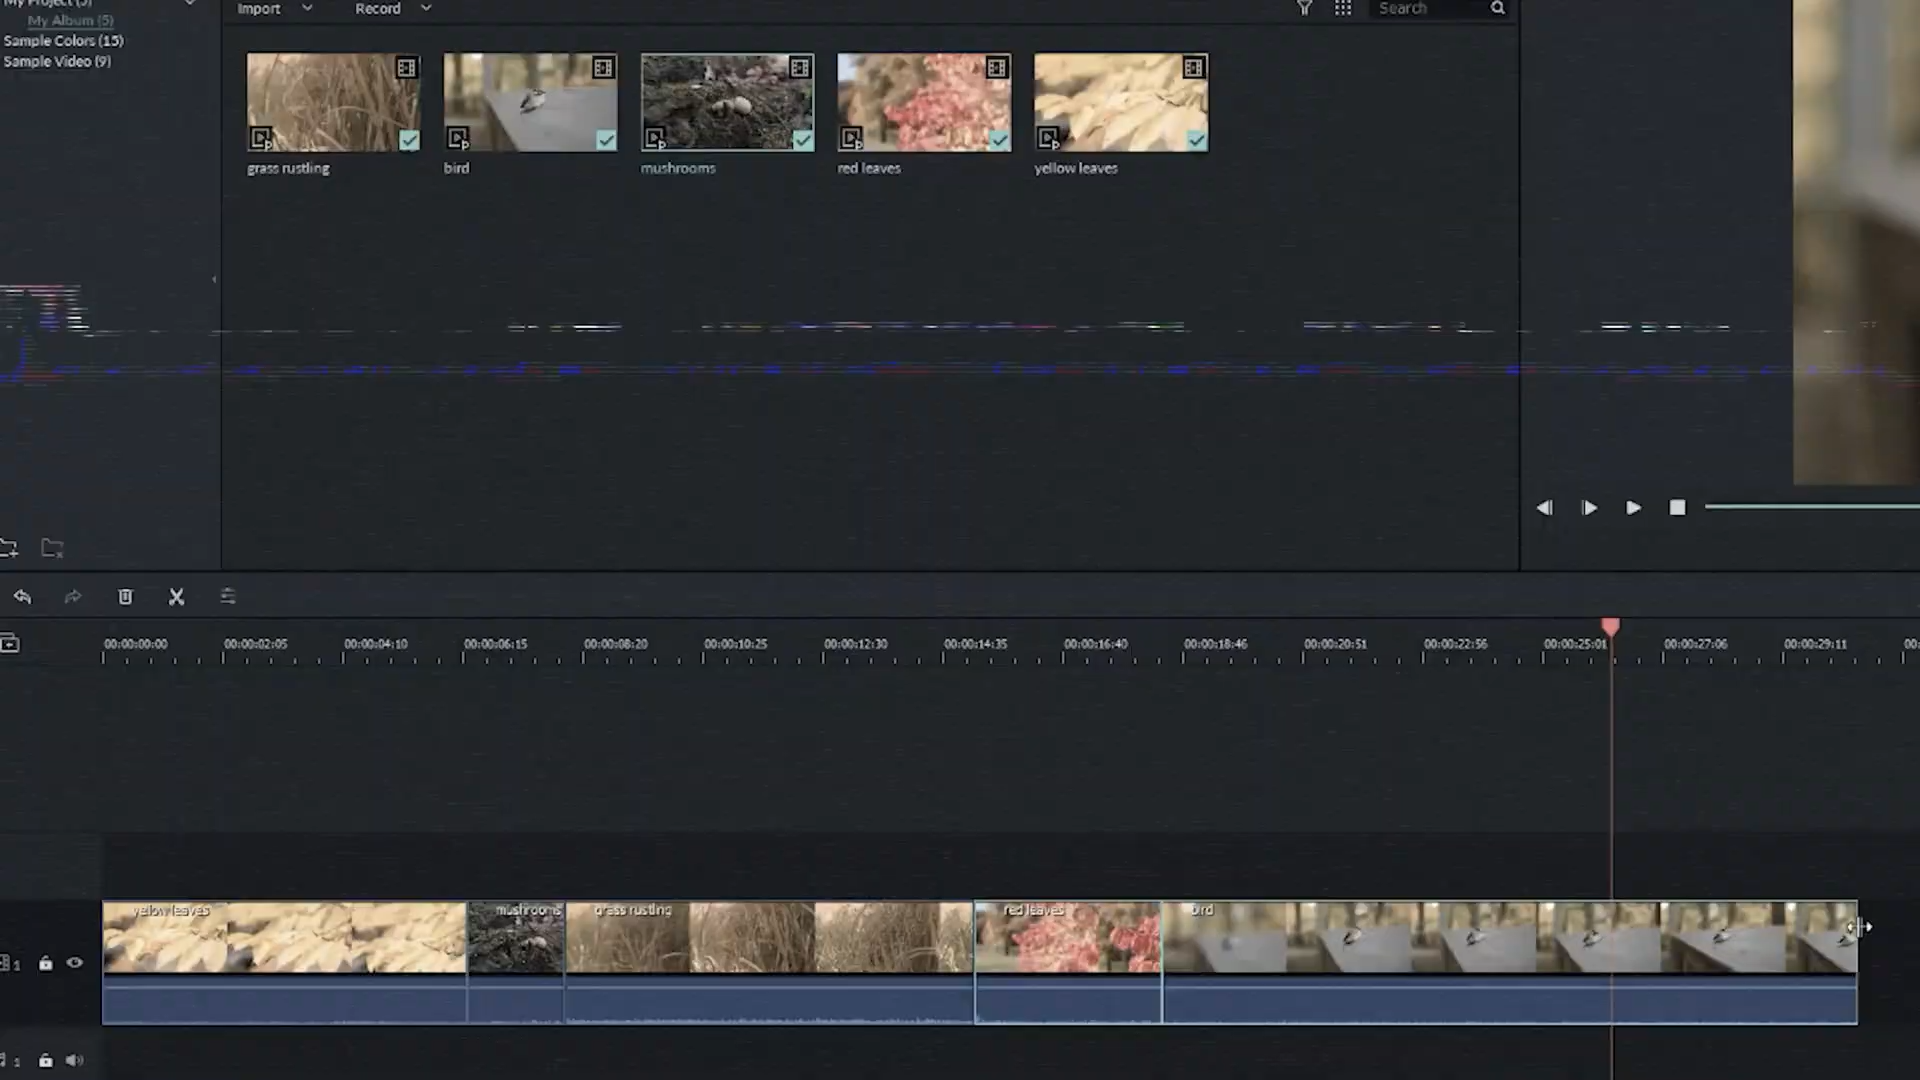 My Project (5)
My Album (5)
Sample Colors (15)
Sample Video (9)
Import
Record
Search
grass rustling
bird
mushrooms
red leaves
yellow leaves
00:00:00:00
00:00:02:05
00:00:04:10
00:00:06:15
00:00:08:20
00:00:10:25
00:00:12:30
00:00:14:35
00:00:16:40
00:00:18:46
00:00:20:51
00:00:22:56
00:00:25:01
00:00:27:06
00:00:29:11
00:
yellow leaves
mushrooms
grass rustling
red leaves
bird
1
1